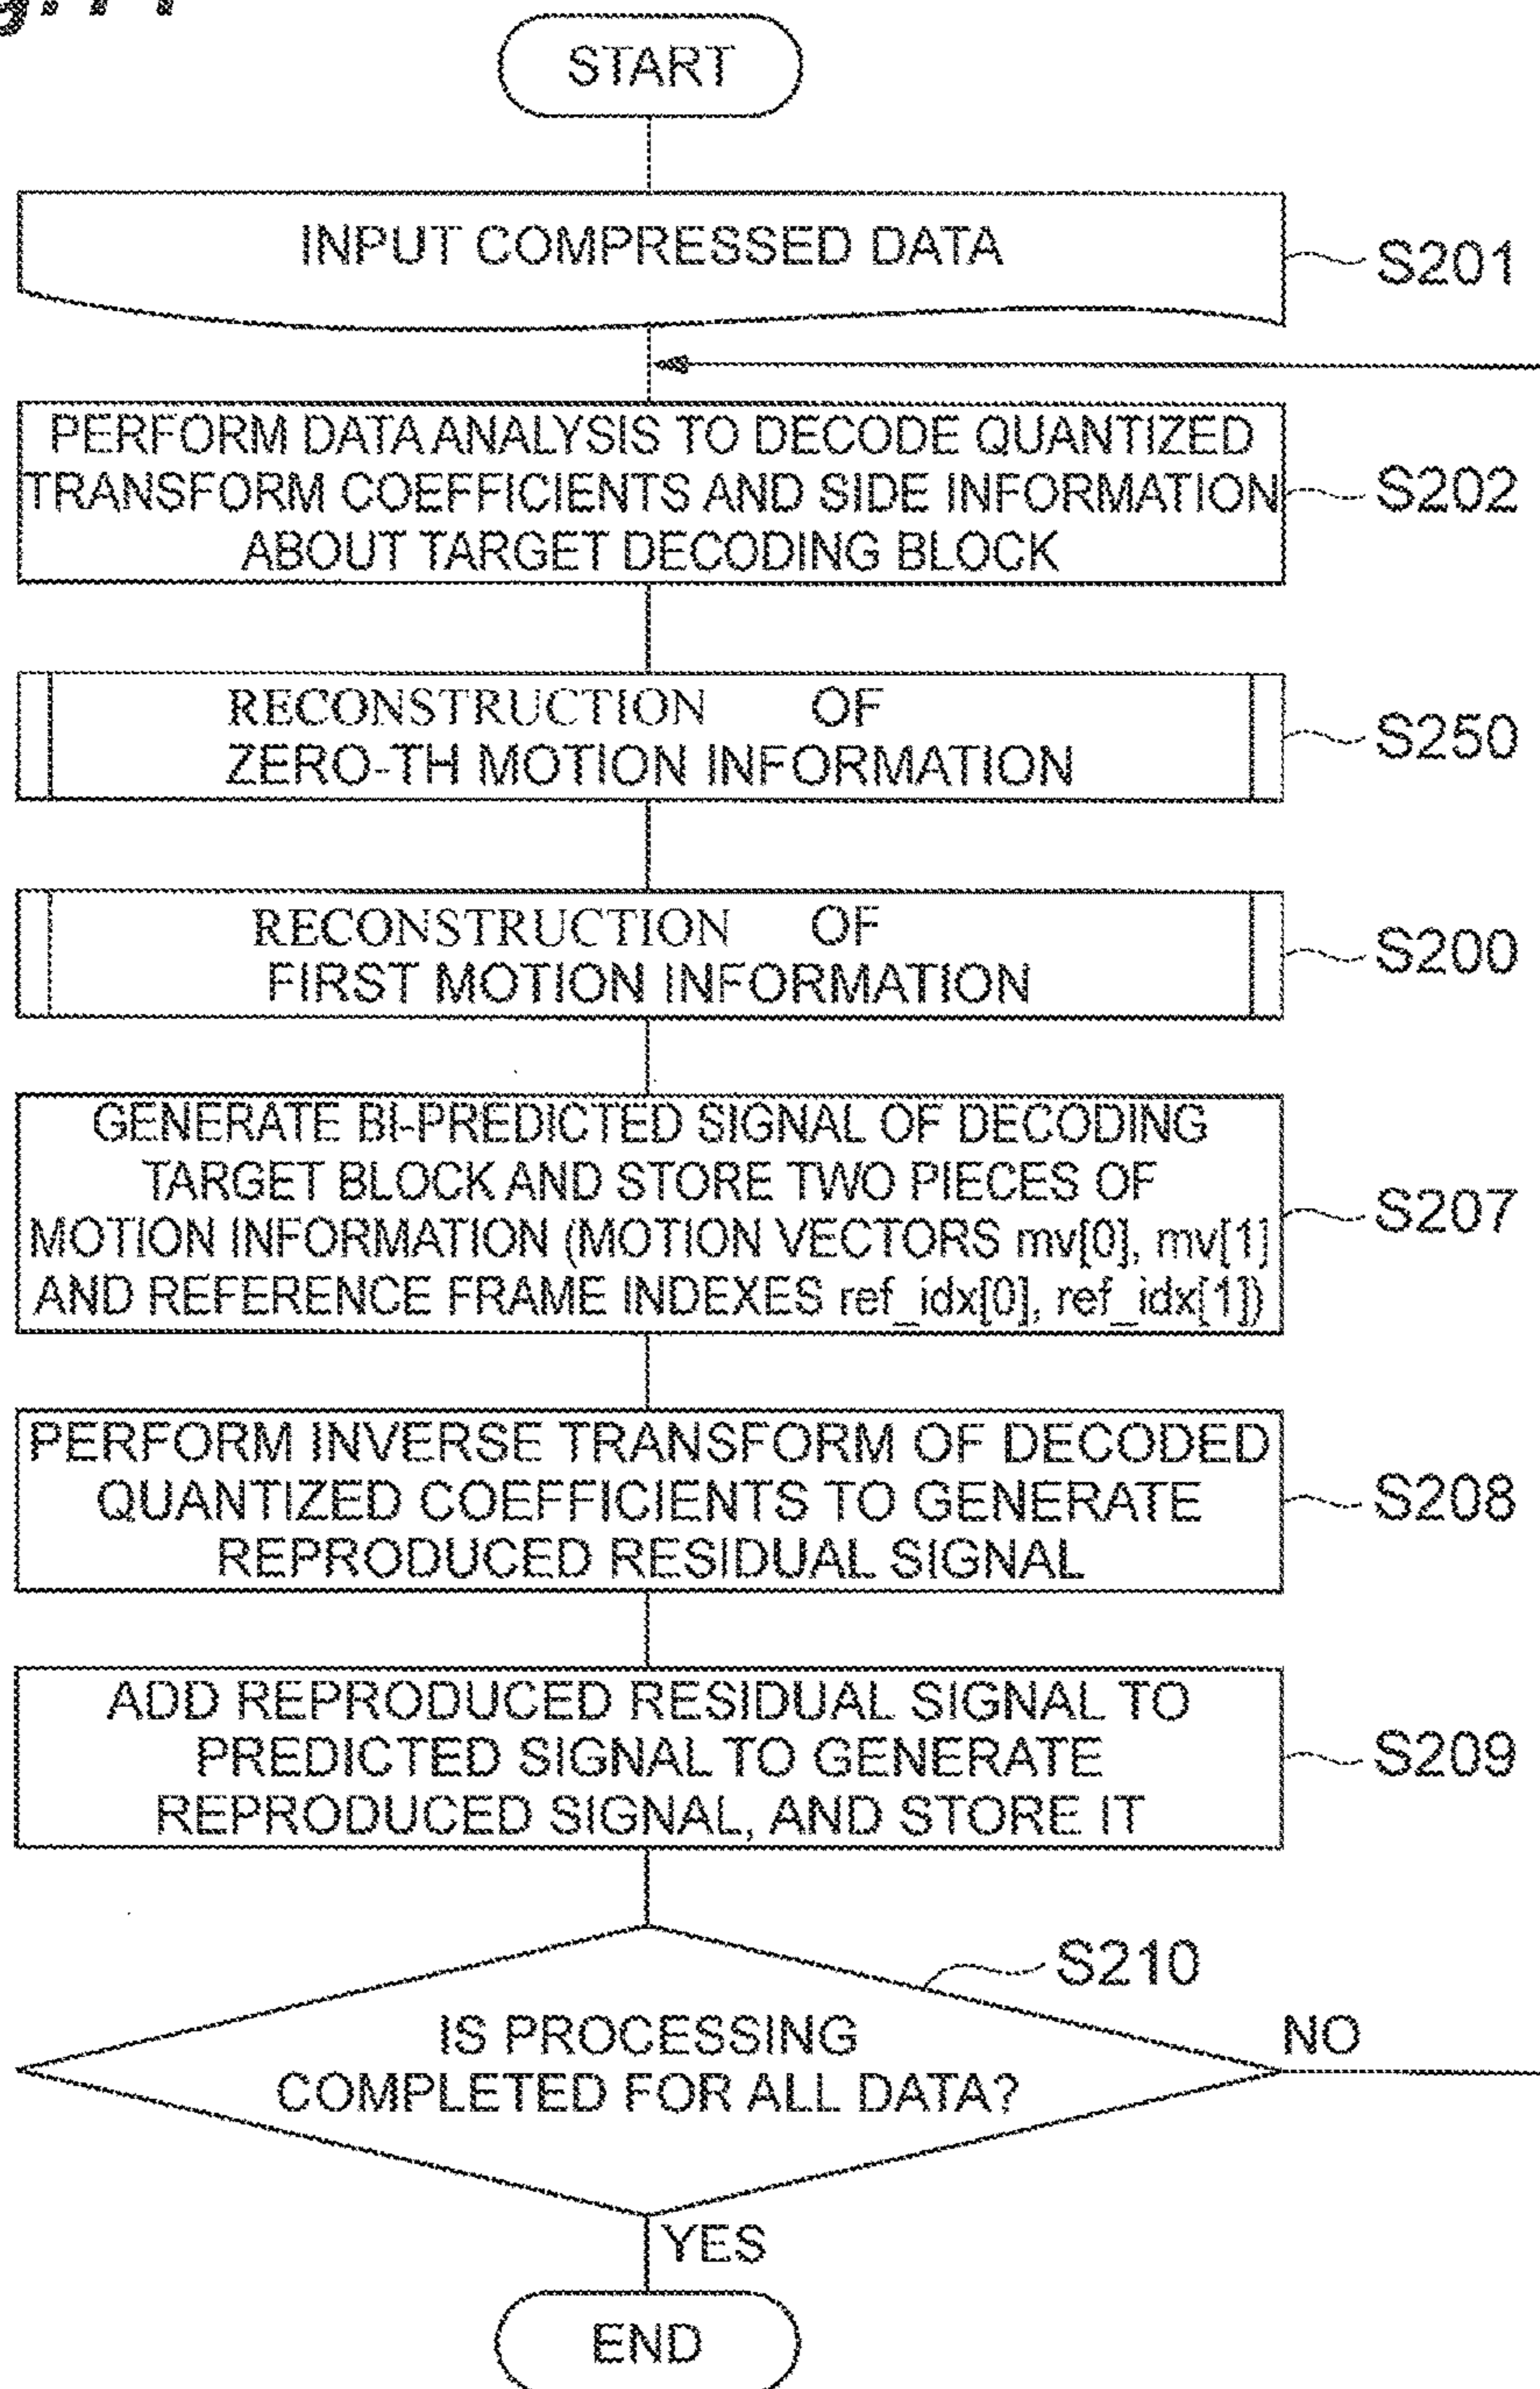 START
INPUT COMPRESSED DATA
S201
PERFORM DATA ANALYSIS TO DECODE QUANTIZED
TRANSFORM COEFFICIENTS AND SIDE INFORMATION
ABOUT TARGET DECODING BLOCK
S202
RECONSTRUCTION OF
ZERO-TH MOTION INFORMATION
S250
RECONSTRUCTION OF
FIRST MOTION INFORMATION
S200
GENERATE BI-PREDICTED SIGNAL OF DECODING
TARGET BLOCK AND STORE TWO PIECES OF
MOTION INFORMATION (MOTION VECTORS mv[0], mv[1]
AND REFERENCE FRAME INDEXES ref_idx[0], ref_idx[1])
S207
PERFORM INVERSE TRANSFORM OF DECODED
QUANTIZED COEFFICIENTS TO GENERATE
REPRODUCED RESIDUAL SIGNAL
S208
ADD REPRODUCED RESIDUAL SIGNAL TO
PREDICTED SIGNAL TO GENERATE
REPRODUCED SIGNAL, AND STORE IT
S209
S210
IS PROCESSING
COMPLETED FOR ALL DATA?
NO
YES
END